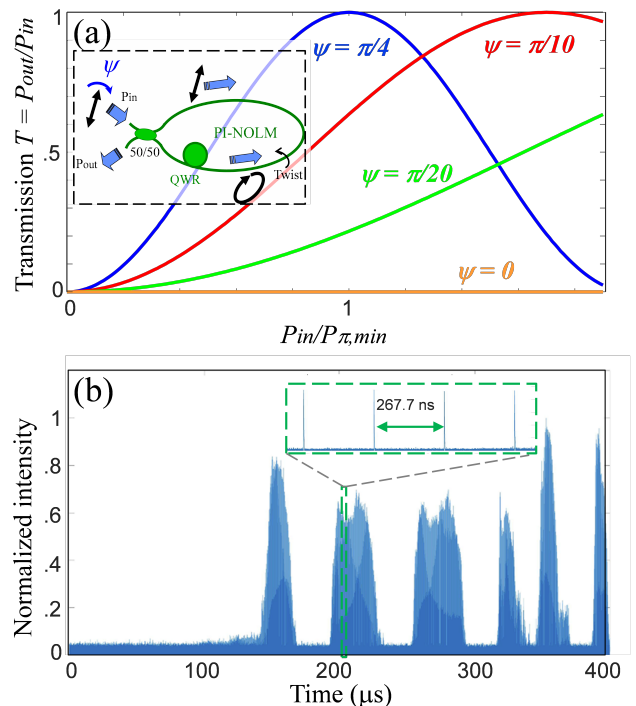 (a)
Transmission T = Pout/Pin
1
.5
0
ψ = π/4
ψ = π/10
ψ = π/20
ψ = 0
ψ
Pin
Pout
50/50
PI-NOLM
QWR
Twist
0
1
Pin/Pπ,min
(b)
Normalized intensity
1
.8
.6
.4
.2
0
267.7 ns
0
100
200
300
400
Time (μs)